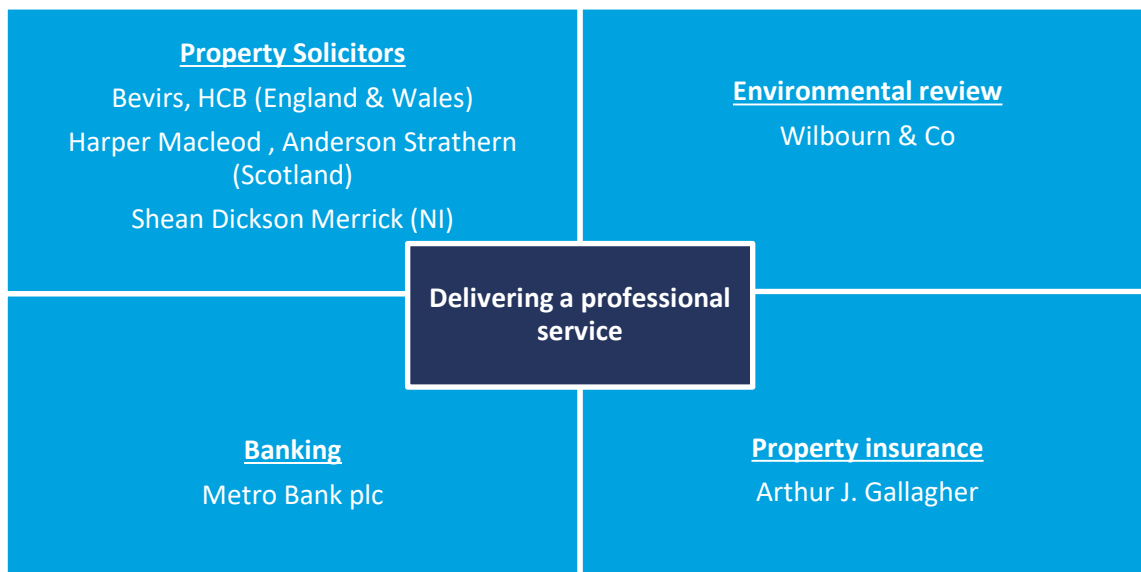 Property Solicitors
Bevirs, HCB (England & Wales)
Harper Macleod , Anderson Strathern
(Scotland)
Shean Dickson Merrick (NI)
Environmental review
Wilbourn & Co
Delivering a professional
service
Banking
Metro Bank plc
Property insurance
Arthur J. Gallagher